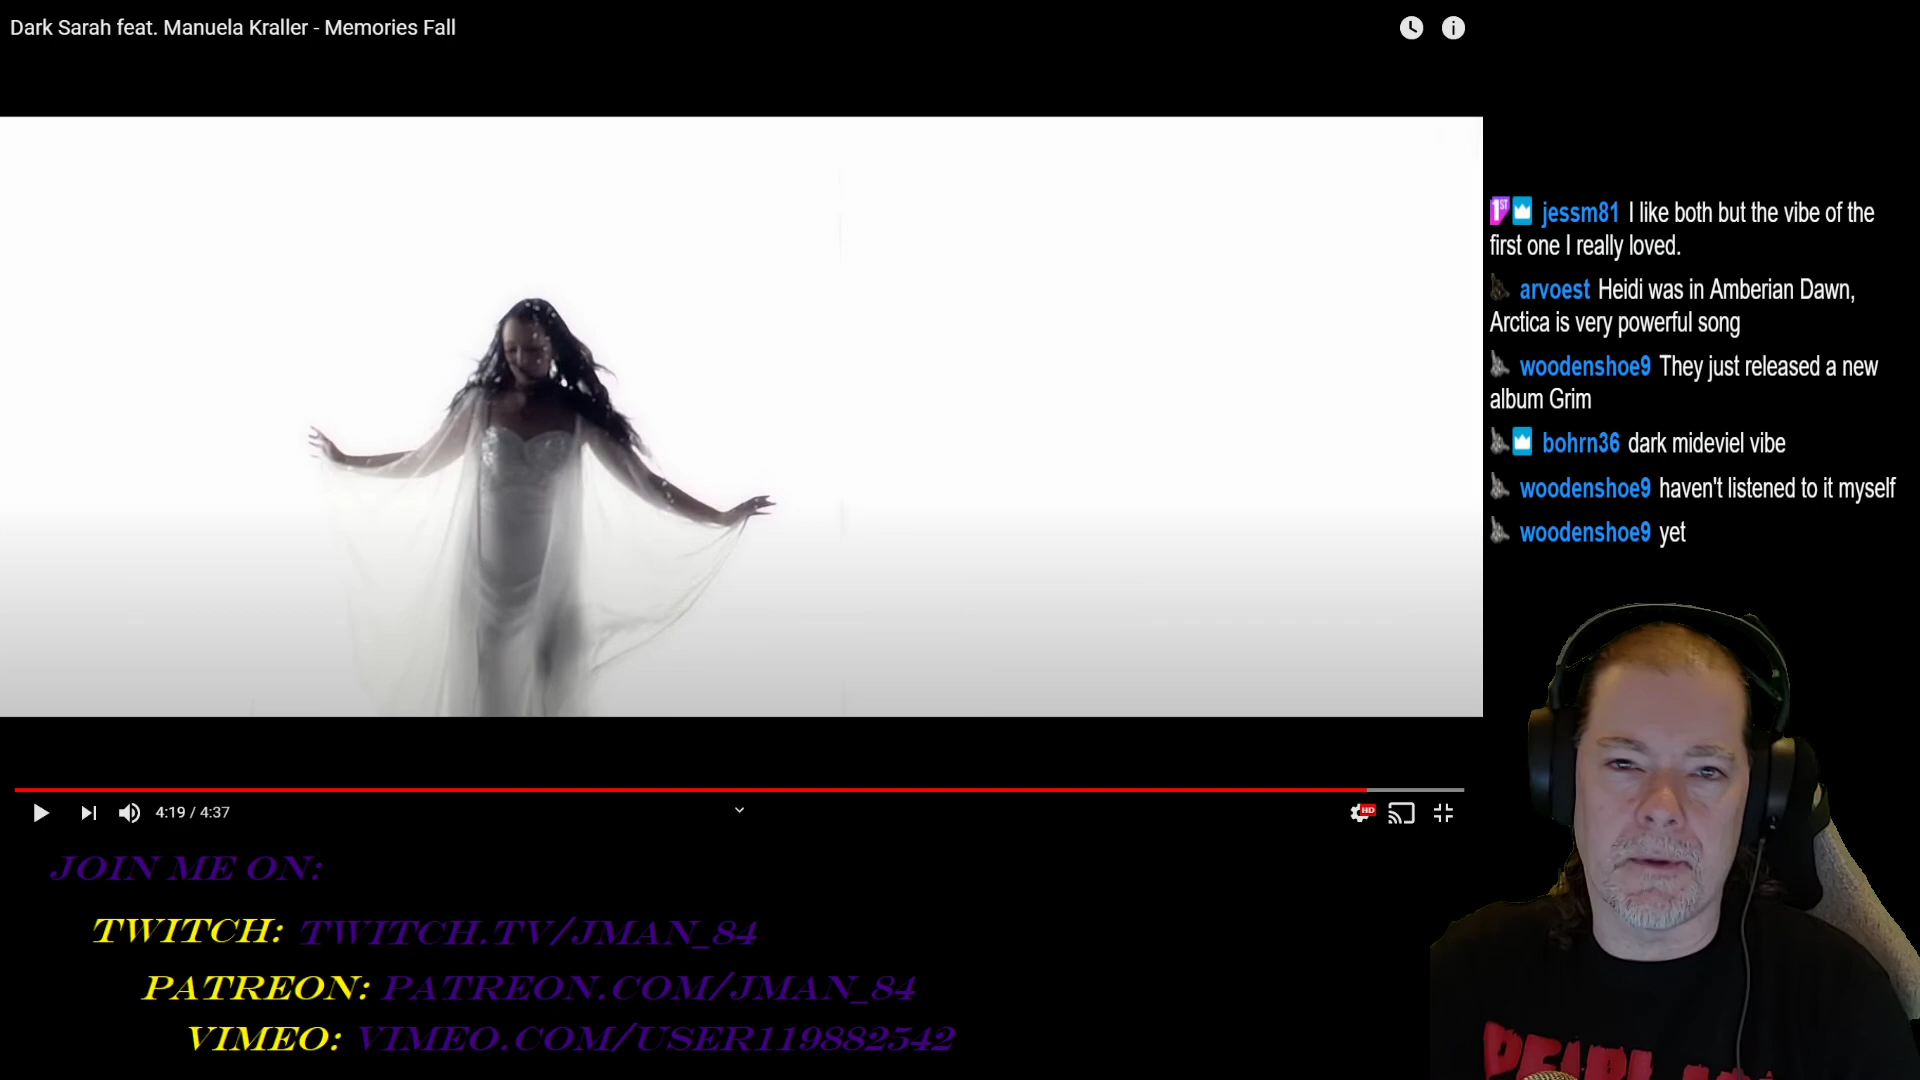 Dark Sarah feat. Manuela Kraller - Memories Fall
1ST jessm81 I like both but the vibe of the
first one I really loved.
arvoest Heidi was in Amberian Dawn,
Arctica is very powerful song
woodenshoe9 They just released a new
album Grim
bohrn36 dark mideviel vibe
woodenshoe9 haven't listened to it myself
woodenshoe9 yet
4:19 / 4:37
HD
JOIN ME ON:
TWITCH: TWITCH.TV/JMAN_84
PATREON: PATREON.COM/JMAN_84
VIMEO: VIMEO.COM/USER119882542